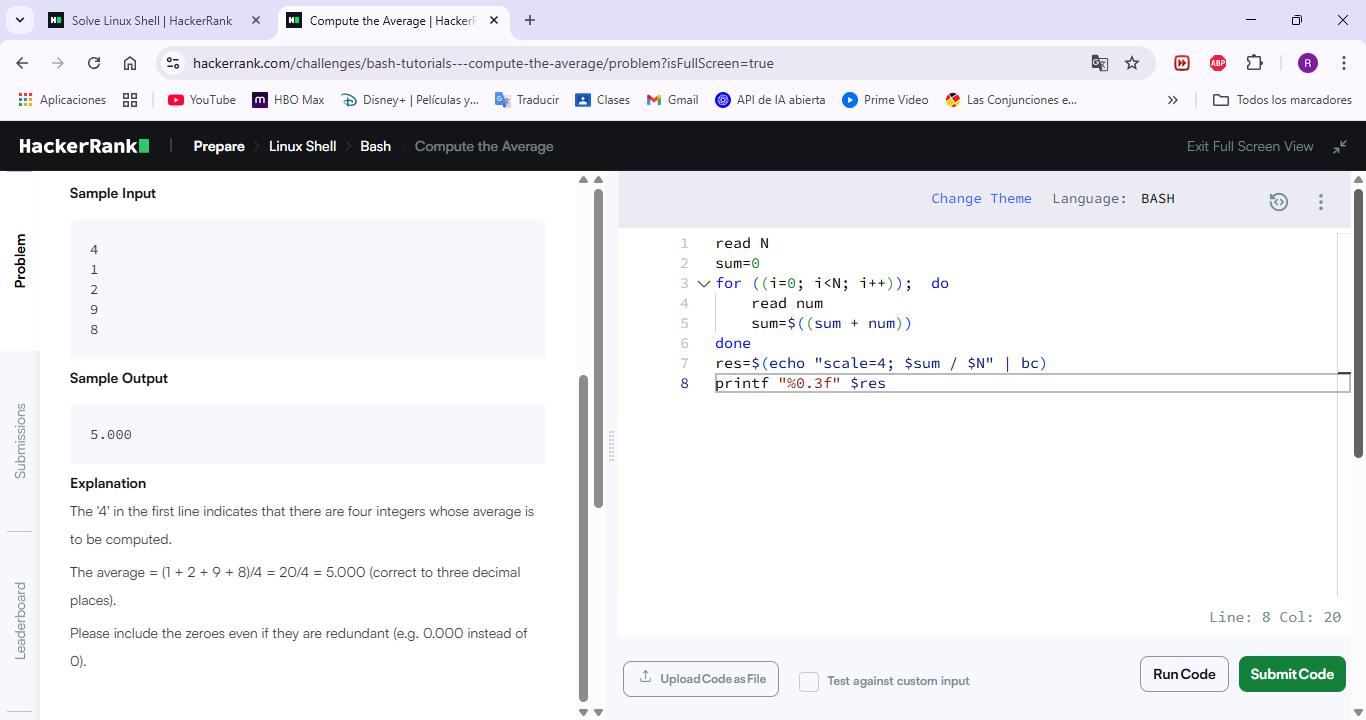 Solve Linux Shell | HackerRank
Compute the Average | HackerR
hackerrank.com/challenges/bash-tutorials---compute-the-average/problem?isFullScreen=true
ABP
R
Aplicaciones
YouTube
HBO Max
Disney+ | Películas y...
Traducir
Clases
Gmail
API de IA abierta
Prime Video
Las Conjunciones e...
Todos los marcadores
HackerRank
Prepare
Linux Shell
Bash
Compute the Average
Exit Full Screen View
Problem
Submissions
Leaderboard
Sample Input
4
1
2
9
8
Sample Output
5.000
Explanation
The '4' in the first line indicates that there are four integers whose average is
to be computed.
The average = (1 + 2 + 9 + 8)/4 = 20/4 = 5.000 (correct to three decimal
places).
Please include the zeroes even if they are redundant (e.g. 0.000 instead of
0).
Change Theme Language: BASH
1 read N
2 sum=0
3 for ((i=0; i<N; i++)); do
4 read num
5 sum=$((sum + num))
6 done
7 res=$(echo "scale=4; $sum / $N" | bc)
8 printf "%0.3f" $res
Line: 8 Col: 20
Upload Code as File
Test against custom input
Run Code
Submit Code